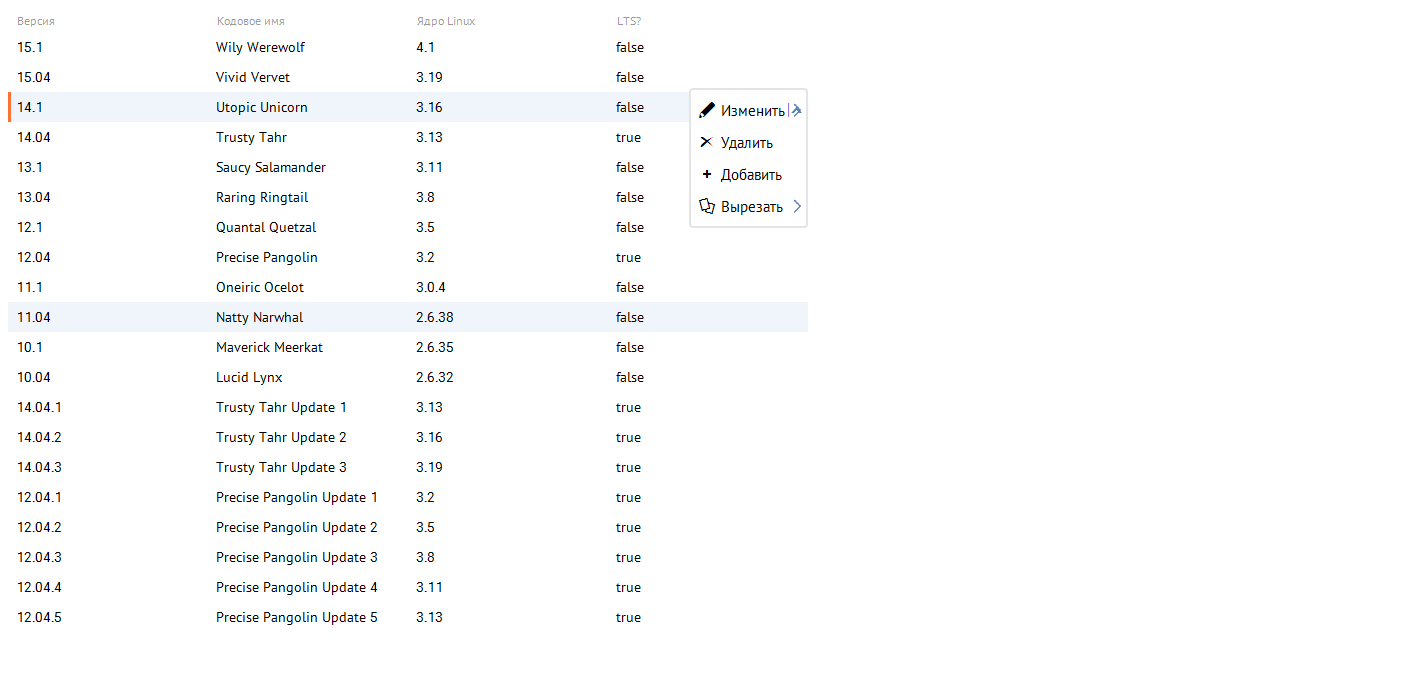 Версия Кодовое имя Ядро Linux LTS?
15.1 Wily Werewolf 4.1 false
15.04 Vivid Vervet 3.19 false
14.1 Utopic Unicorn 3.16 false Изменить
14.04 Trusty Tahr 3.13 true Удалить
13.1 Saucy Salamander 3.11 false Добавить
13.04 Raring Ringtail 3.8 false Вырезать
12.1 Quantal Quetzal 3.5 false
12.04 Precise Pangolin 3.2 true
11.1 Oneiric Ocelot 3.0.4 false
11.04 Natty Narwhal 2.6.38 false
10.1 Maverick Meerkat 2.6.35 false
10.04 Lucid Lynx 2.6.32 false
14.04.1 Trusty Tahr Update 1 3.13 true
14.04.2 Trusty Tahr Update 2 3.16 true
14.04.3 Trusty Tahr Update 3 3.19 true
12.04.1 Precise Pangolin Update 1 3.2 true
12.04.2 Precise Pangolin Update 2 3.5 true
12.04.3 Precise Pangolin Update 3 3.8 true
12.04.4 Precise Pangolin Update 4 3.11 true
12.04.5 Precise Pangolin Update 5 3.13 true